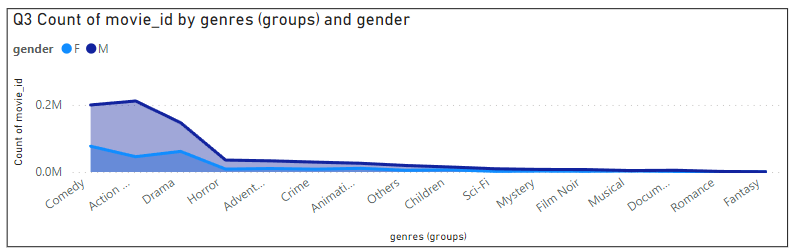 Q3 Count of movie_id by genres (groups) and gender
gender F M
Count of movie_id
0.2M
0.0M
Comedy
Action ...
Drama
Horror
Advent...
Crime
Animati...
Others
Children
Sci-Fi
Mystery
Film Noir
Musical
Docum...
Romance
Fantasy
genres (groups)